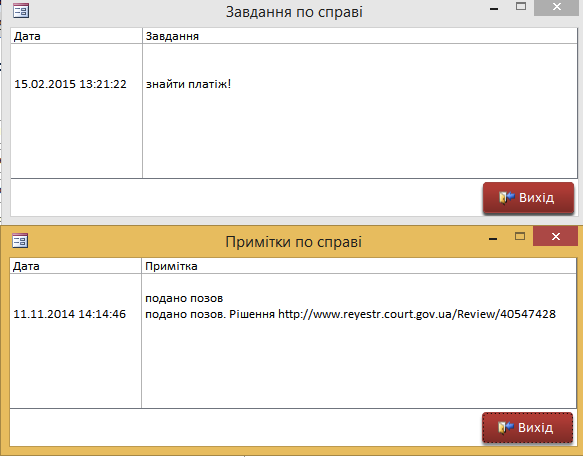 Завдання по справі
Дата Завдання
15.02.2015 13:21:22 знайти платіж!
Вихід
Примітки по справі
Дата Примітка
подано позов
11.11.2014 14:14:46 подано позов. Рішення http://www.reyestr.court.gov.ua/Review/40547428
Вихід